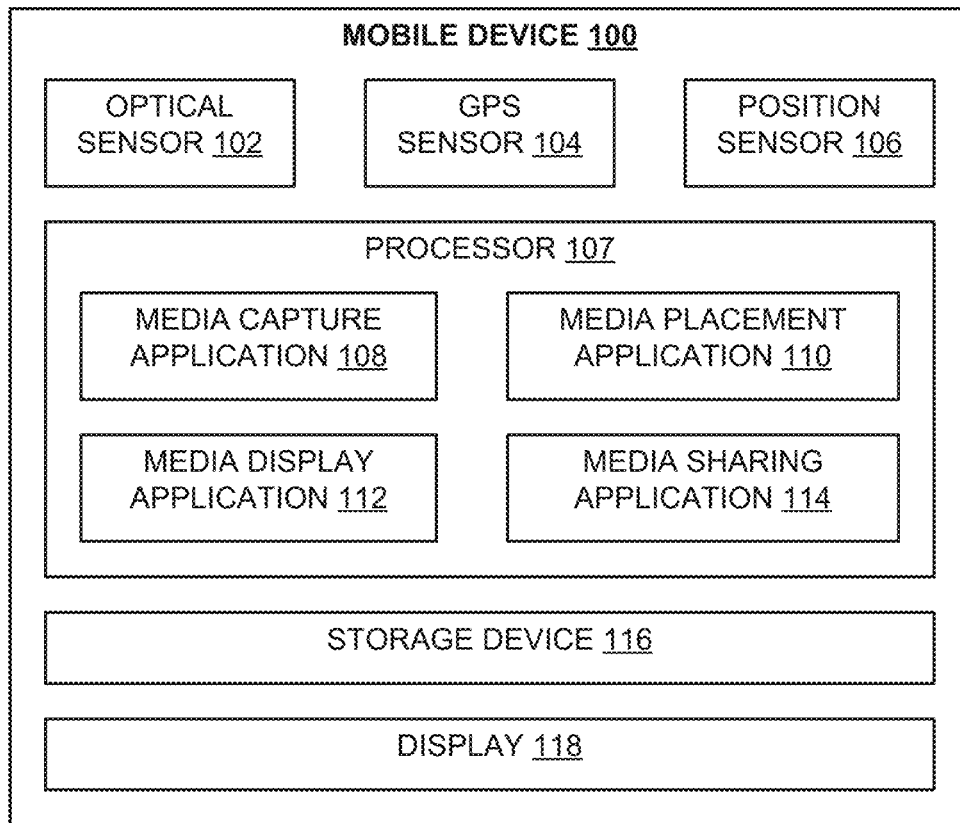 MOBILE DEVICE 100
OPTICAL
SENSOR 102
GPS
SENSOR 104
POSITION
SENSOR 106
PROCESSOR 107
MEDIA CAPTURE
APPLICATION 108
MEDIA PLACEMENT
APPLICATION 110
MEDIA DISPLAY
APPLICATION 112
MEDIA SHARING
APPLICATION 114
STORAGE DEVICE 116
DISPLAY 118